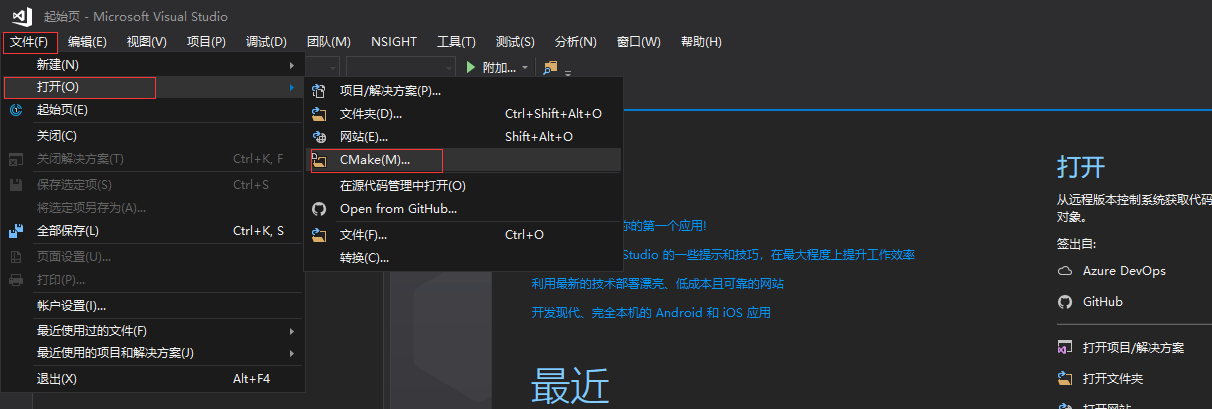 起始页 - Microsoft Visual Studio
文件(F) 编辑(E) 视图(V) 项目(P) 调试(D) 团队(M) NSIGHT 工具(T) 测试(S) 分析(N) 窗口(W) 帮助(H)
附加...
新建(N)
打开(O)
起始页(E)
关闭(C)
关闭解决方案(T) Ctrl+K, F
保存选定项(S) Ctrl+S
将选定项另存为(A)...
全部保存(L) Ctrl+K, S
页面设置(U)...
打印(P)...
帐户设置(I)...
最近使用过的文件(F)
最近使用的项目和解决方案(J)
退出(X) Alt+F4
项目/解决方案(P)...
文件夹(D)... Ctrl+Shift+Alt+O
网站(E)... Shift+Alt+O
CMake(M)...
在源代码管理中打开(O)
Open from GitHub...
文件(F)... Ctrl+O
转换(C)...
你的第一个应用!
Studio 的一些提示和技巧，在最大程度上提升工作效率
利用最新的技术部署漂亮、低成本且可靠的网站
开发现代、完全本机的 Android 和 iOS 应用
最近
打开
从远程版本控制系统获取代码
对象。
签出自:
Azure DevOps
GitHub
打开项目/解决方案
打开文件夹
打开网站